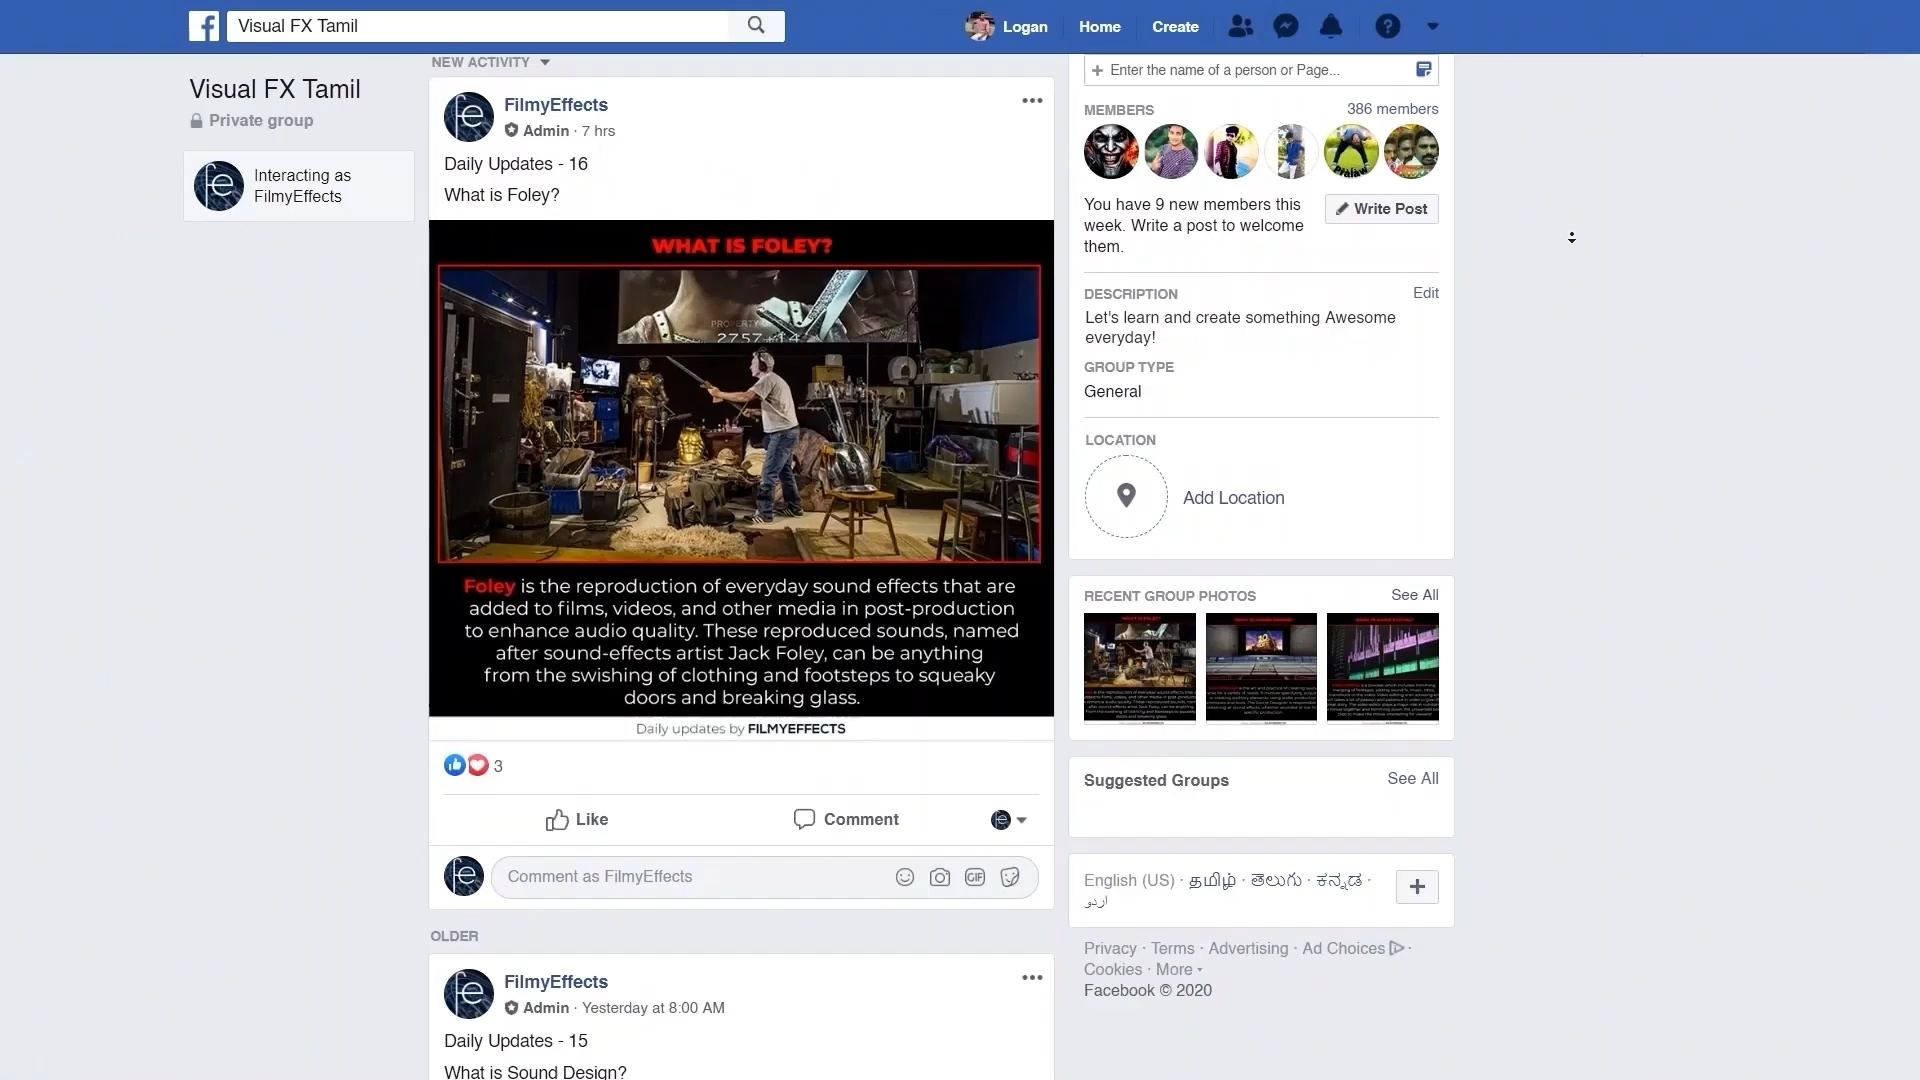 Visual FX Tamil
Logan
Home
Create
Visual FX Tamil
Private group
Interacting as
FilmyEffects
NEW ACTIVITY
FilmyEffects
Admin · 7 hrs
Daily Updates - 16
What is Foley?
WHAT IS FOLEY?
PROPERTY
2757+14
Foley is the reproduction of everyday sound effects that are
added to films, videos, and other media in post-production
to enhance audio quality. These reproduced sounds, named
after sound-effects artist Jack Foley, can be anything
from the swishing of clothing and footsteps to squeaky
doors and breaking glass.
Daily updates by FILMYEFFECTS
3
Like
Comment
Comment as FilmyEffects
GIF
OLDER
FilmyEffects
Admin · Yesterday at 8:00 AM
Daily Updates - 15
What is Sound Design?
Enter the name of a person or Page...
MEMBERS
386 members
You have 9 new members this
week. Write a post to welcome
them.
Write Post
DESCRIPTION
Edit
Let's learn and create something Awesome
everyday!
GROUP TYPE
General
LOCATION
Add Location
RECENT GROUP PHOTOS
See All
Suggested Groups
See All
English (US) · தமிழ் · తెలుగు · ಕನ್ನಡ ·
اردو
Privacy · Terms · Advertising · Ad Choices ·
Cookies · More
Facebook © 2020